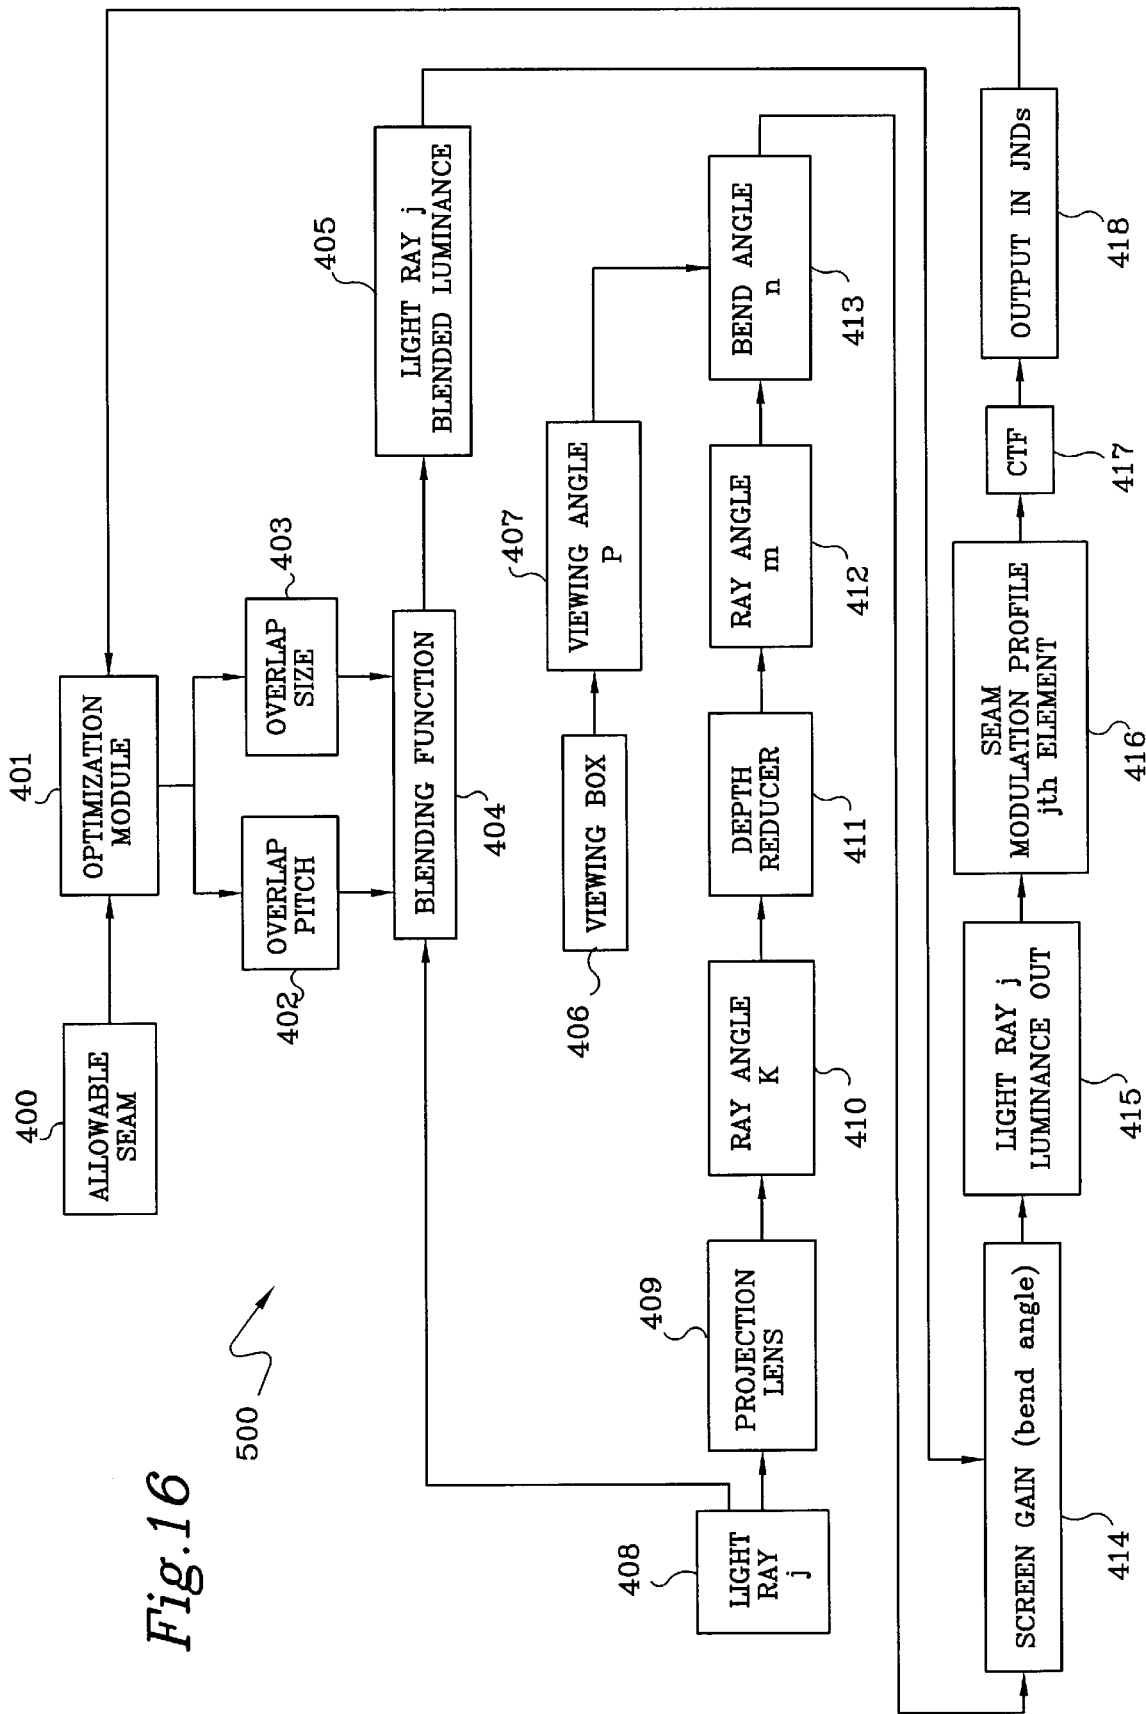 Fig.16
500
400
ALLOWABLE
SEAM
401
OPTIMIZATION
MODULE
402
OVERLAP
PITCH
403
OVERLAP
SIZE
BLENDING FUNCTION
404
405
LIGHT RAY j
BLENDED LUMINANCE
406
VIEWING BOX
407
VIEWING ANGLE
P
408
LIGHT
RAY
j
409
PROJECTION
LENS
RAY ANGLE
K
410
DEPTH
REDUCER
411
RAY ANGLE
m
412
BEND ANGLE
n
413
SCREEN GAIN (bend angle)
414
LIGHT RAY j
LUMINANCE OUT
415
SEAM
MODULATION PROFILE
jth ELEMENT
416
CTF
417
OUTPUT IN JNDs
418